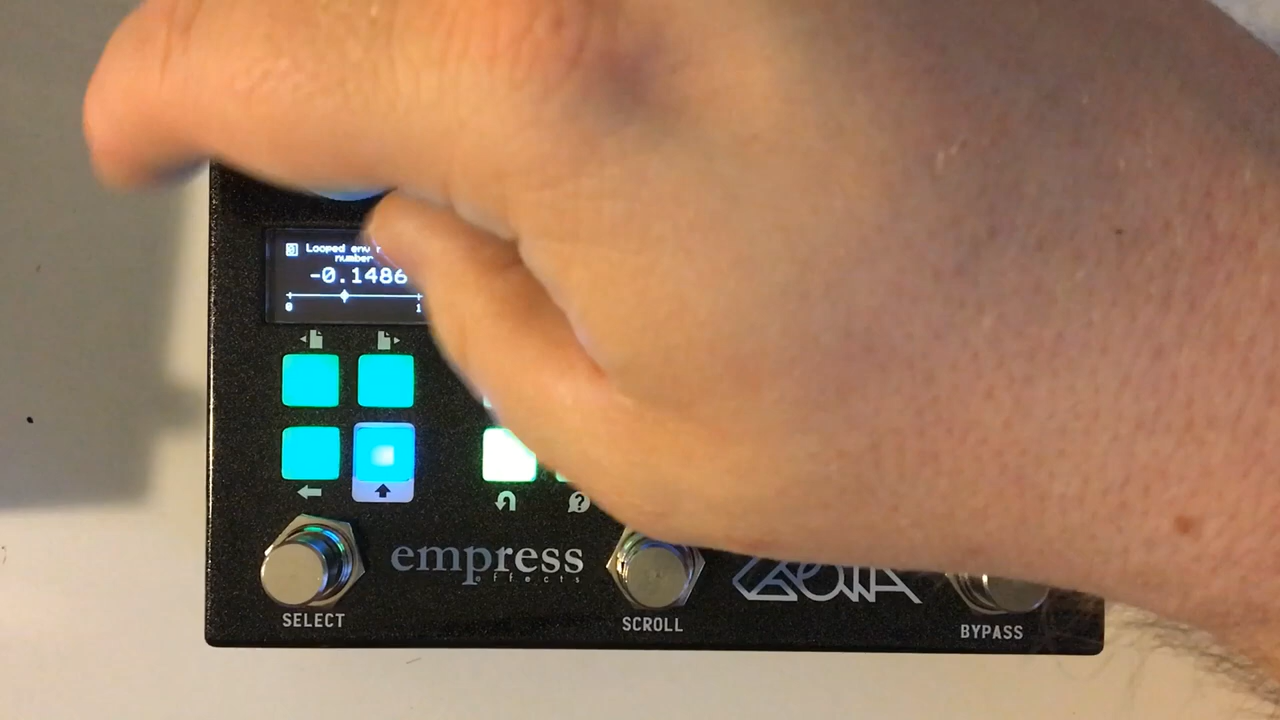 Looped env
number
-0.1486
0 1
empress
effects
ZOIA
SELECT
SCROLL
BYPASS